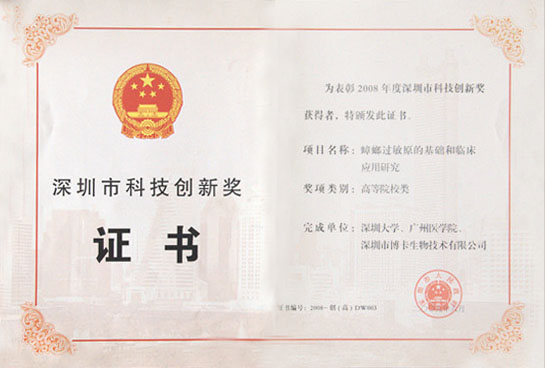 深圳市科技创新奖
证书
为表彰2008年度深圳市科技创新奖
获得者，特颁发此证书。
项目名称：蟑螂过敏原的基础和临床
应用研究
奖项类别：高等院校类
完成单位：深圳大学、广州医学院、
深圳市博卡生物技术有限公司
证书编号：2008-创（高）DW003